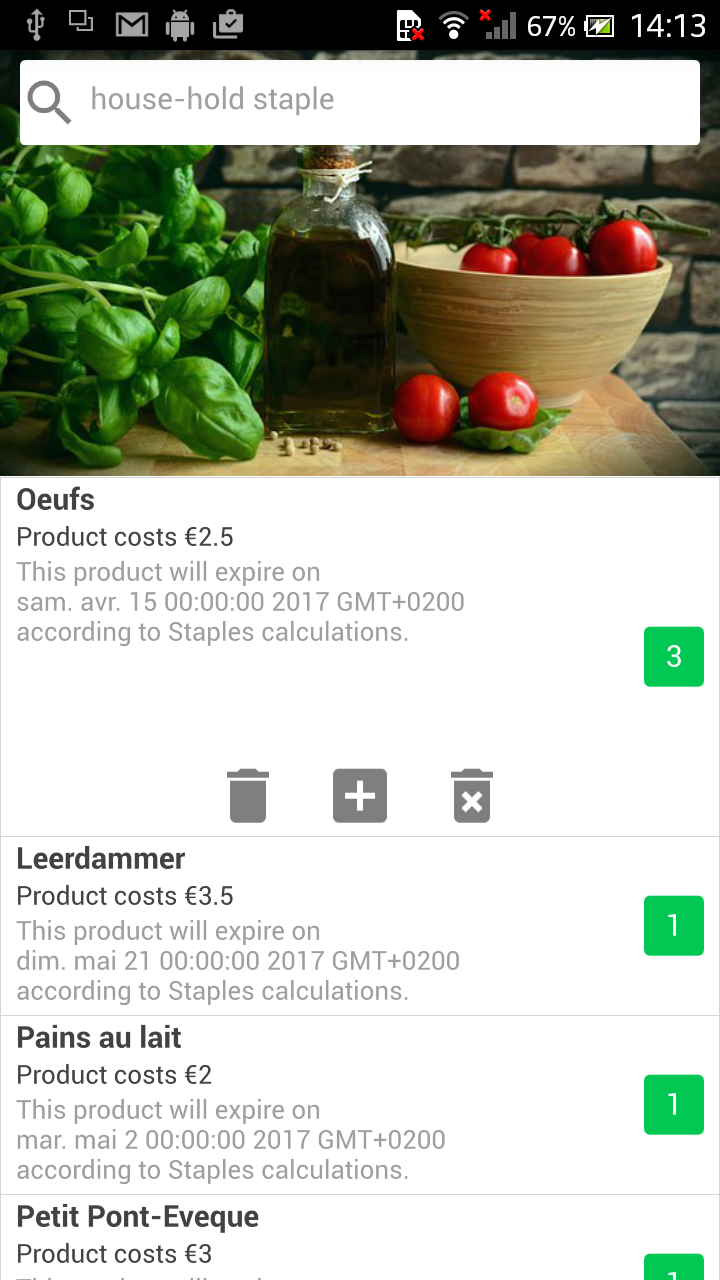 67% 14:13
house-hold staple
Oeufs
Product costs €2.5
This product will expire on
sam. avr. 15 00:00:00 2017 GMT+0200
according to Staples calculations.
3
Leerdammer
Product costs €3.5
This product will expire on
dim. mai 21 00:00:00 2017 GMT+0200
according to Staples calculations.
1
Pains au lait
Product costs €2
This product will expire on
mar. mai 2 00:00:00 2017 GMT+0200
according to Staples calculations.
1
Petit Pont-Eveque
Product costs €3